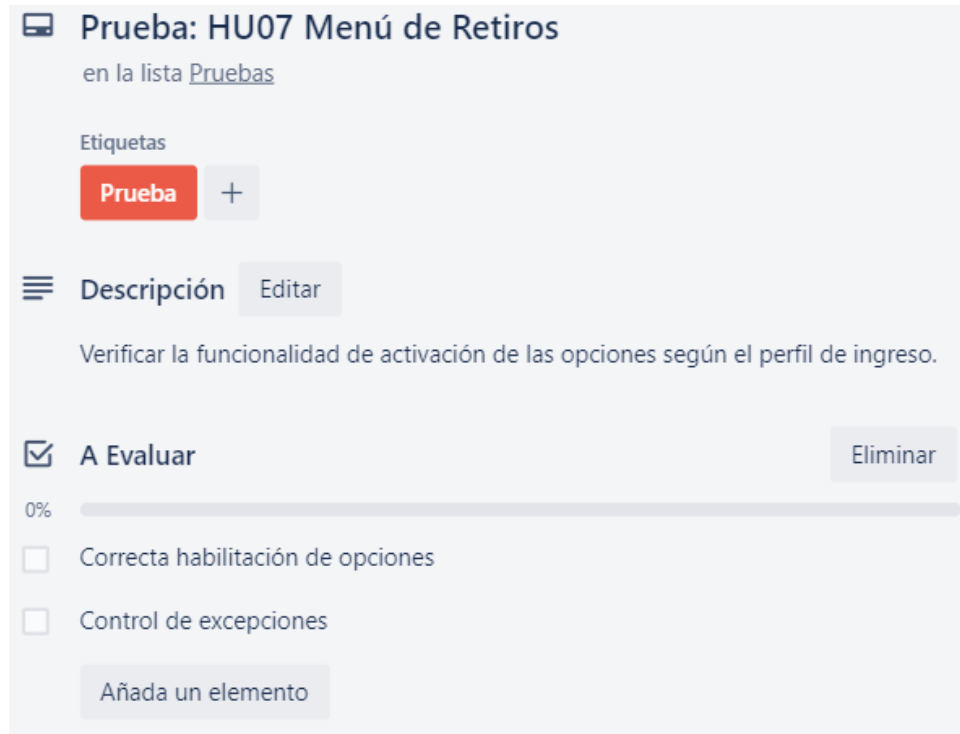 Prueba: HU07 Menú de Retiros
en la lista Pruebas
Etiquetas
Prueba +
Descripción Editar
Verificar la funcionalidad de activación de las opciones según el perfil de ingreso.
A Evaluar Eliminar
0%
Correcta habilitación de opciones
Control de excepciones
Añada un elemento